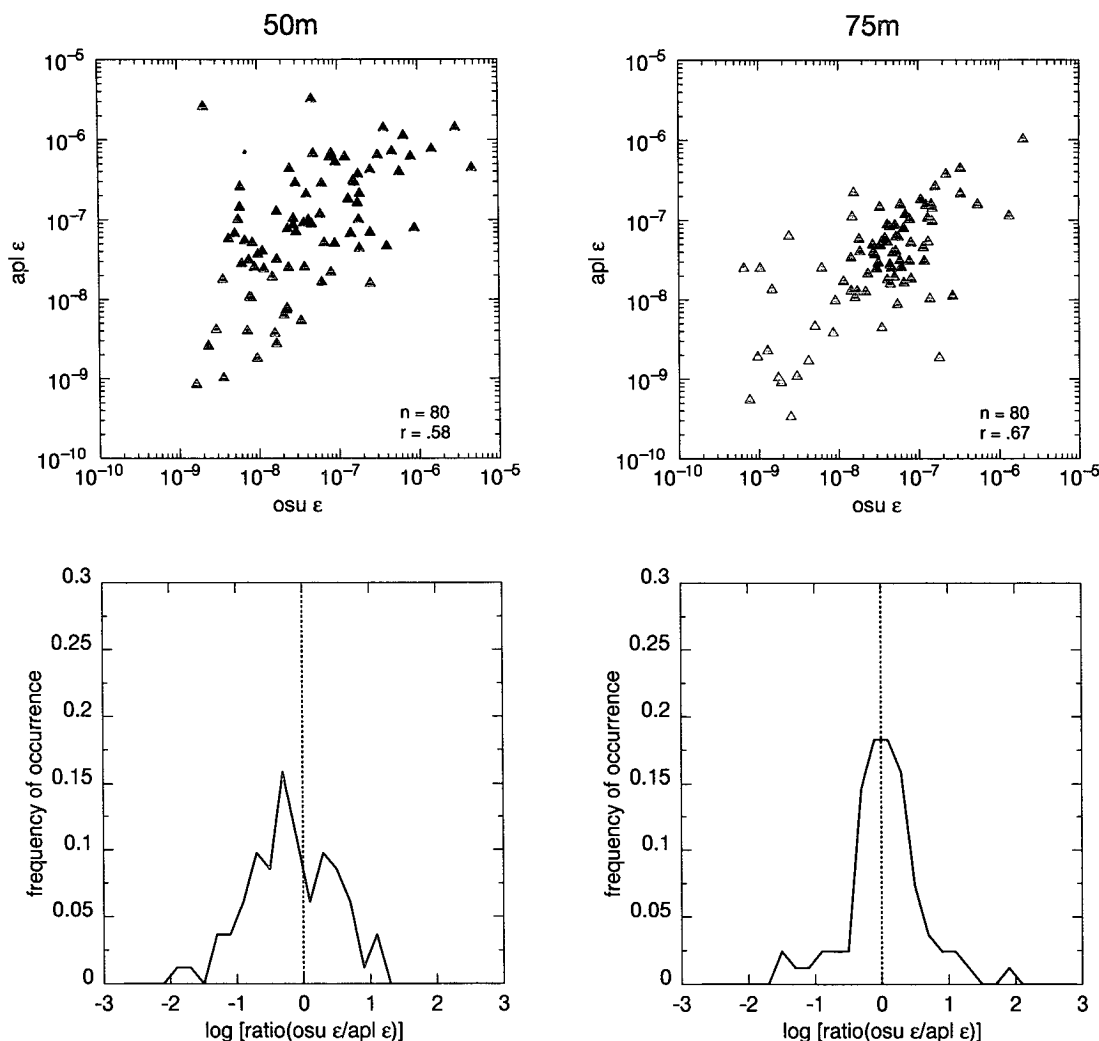 50m
10⁻⁵
10⁻⁶
10⁻⁷
10⁻⁸
10⁻⁹
10⁻¹⁰
apl ε
n = 80
r = .58
10⁻¹⁰ 10⁻⁹ 10⁻⁸ 10⁻⁷ 10⁻⁶ 10⁻⁵
osu ε
75m
10⁻⁵
10⁻⁶
10⁻⁷
10⁻⁸
10⁻⁹
10⁻¹⁰
apl ε
n = 80
r = .67
10⁻¹⁰ 10⁻⁹ 10⁻⁸ 10⁻⁷ 10⁻⁶ 10⁻⁵
osu ε
0.3
0.25
0.2
0.15
0.1
0.05
0
frequency of occurrence
-3 -2 -1 0 1 2 3
log [ratio(osu ε/apl ε)]
0.3
0.25
0.2
0.15
0.1
0.05
0
frequency of occurrence
-3 -2 -1 0 1 2 3
log [ratio(osu ε/apl ε)]